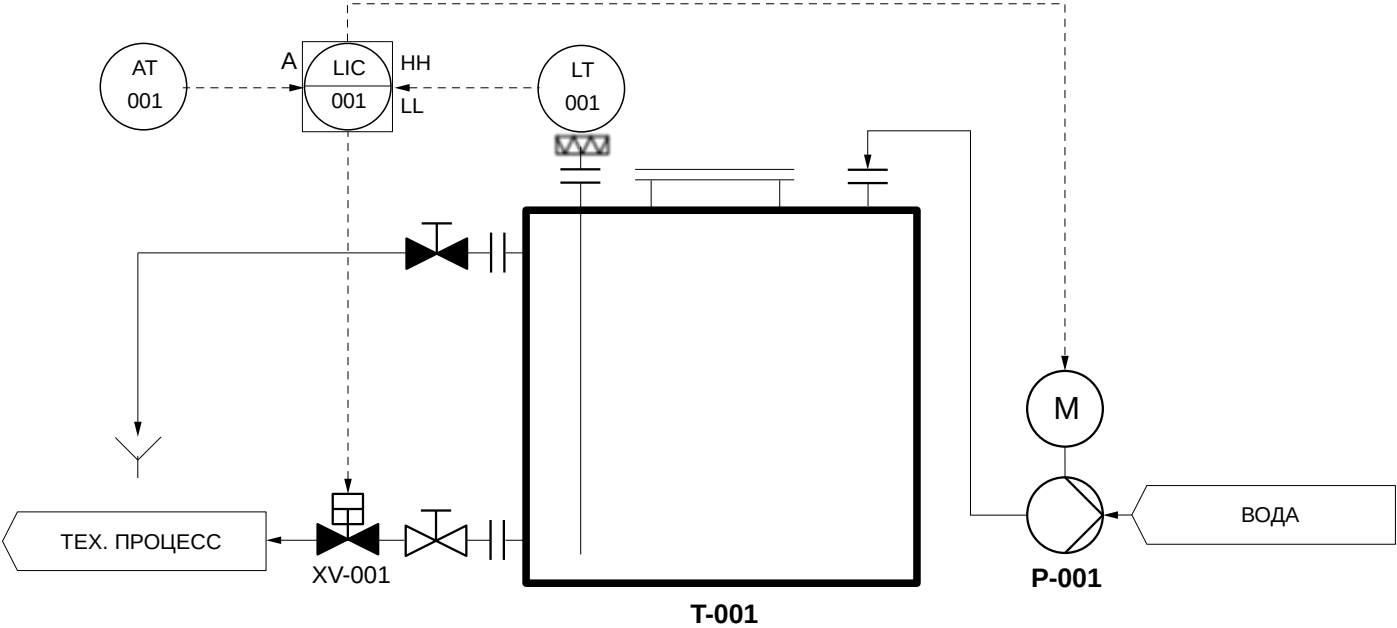 AT
001
A
LIC
001
HH
LL
LT
001
M
ВОДА
P-001
ТЕХ. ПРОЦЕСС
XV-001
T-001